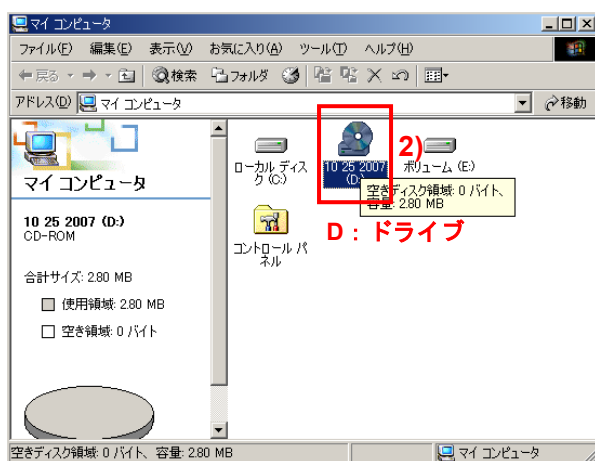 マイ コンピュータ
ファイル(F) 編集(E) 表示(V) お気に入り(A) ツール(T) ヘルプ(H)
戻る 検索 フォルダ
アドレス(D) マイ コンピュータ 移動
マイ コンピュータ
10 25 2007 (D:)
CD-ROM
合計サイズ: 2.80 MB
使用領域: 2.80 MB
空き領域: 0 バイト
ローカル ディス
ク (C:)
10 25 2007
(D:
2)
ボリューム (E:)
空きディスク領域: 0 バイト、
容量: 2.80 MB
D：ドライブ
コントロール パ
ネル
空きディスク領域: 0 バイト、容量: 2.80 MB
マイ コンピュータ